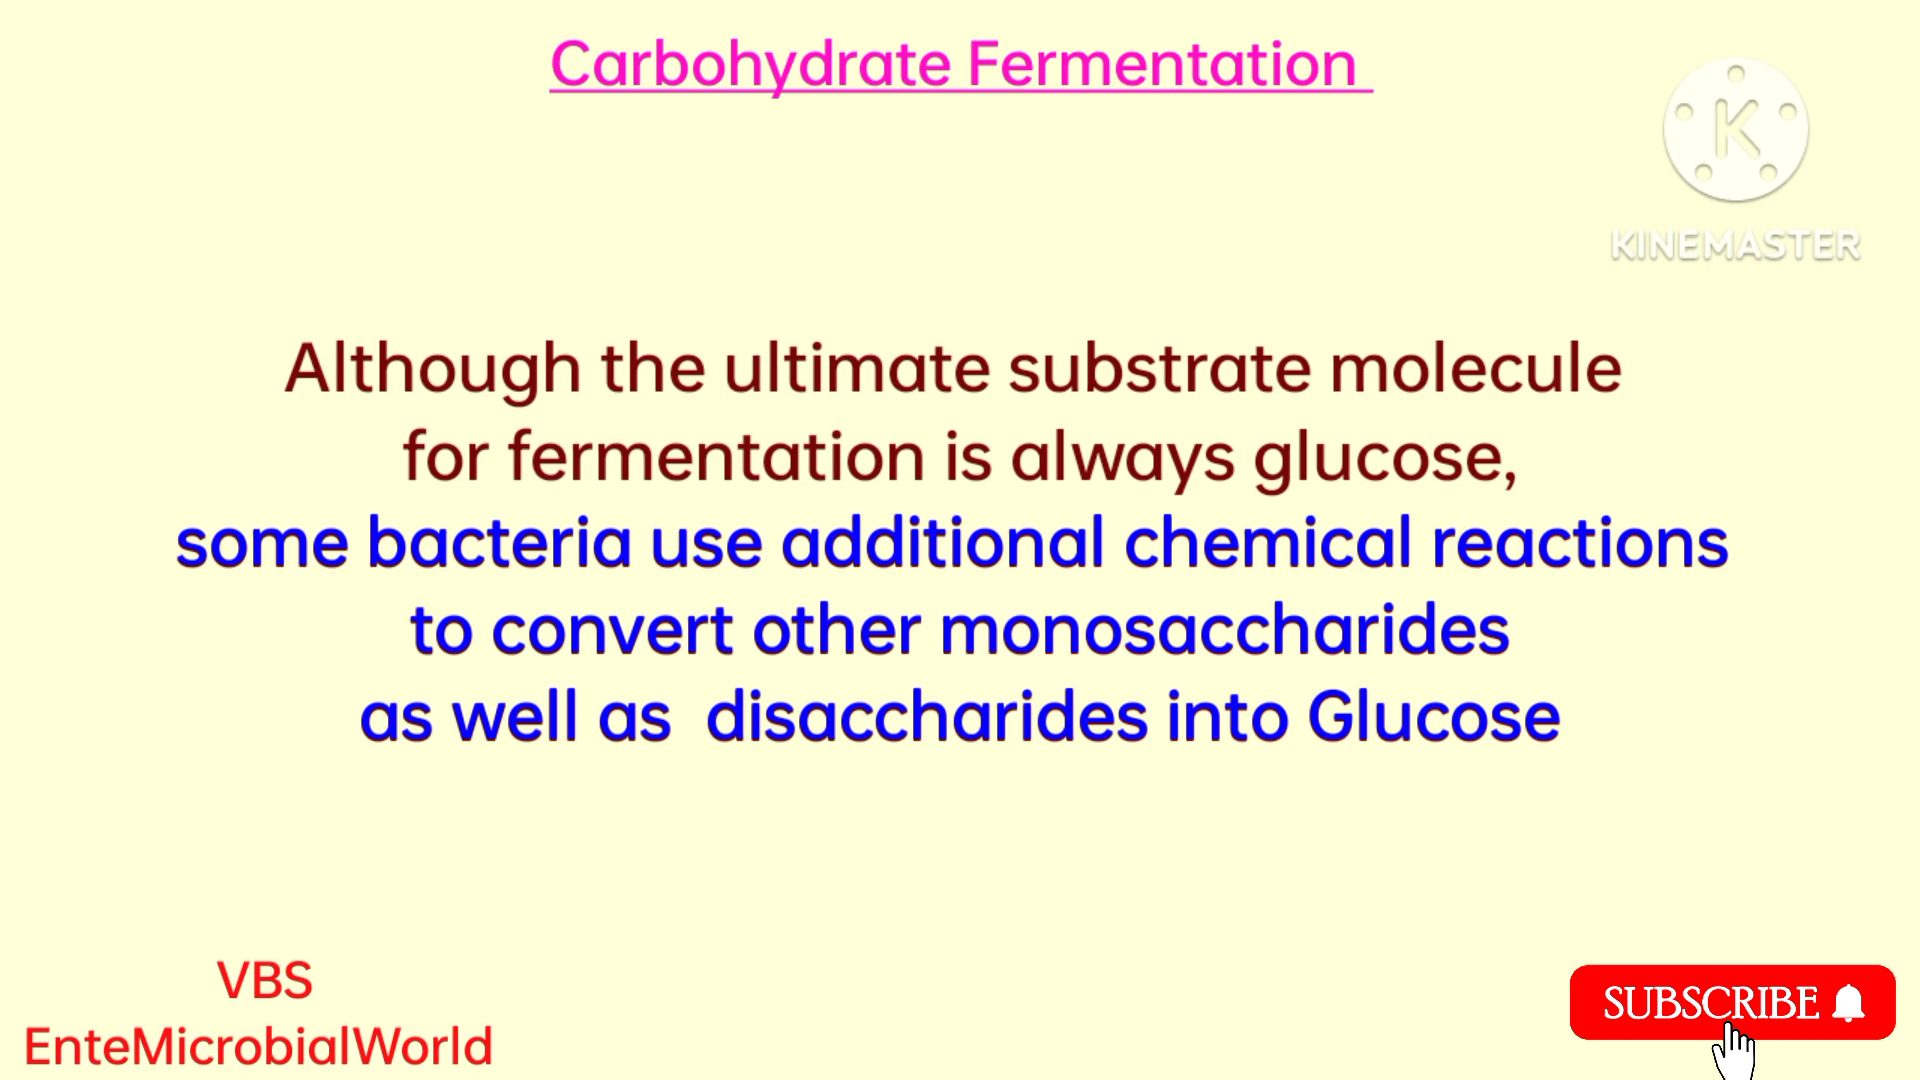 Carbohydrate Fermentation
K
KINEMASTER
Although the ultimate substrate molecule
for fermentation is always glucose,
some bacteria use additional chemical reactions
to convert other monosaccharides
as well as  disaccharides into Glucose
VBS
EnteMicrobialWorld
SUBSCRIBE